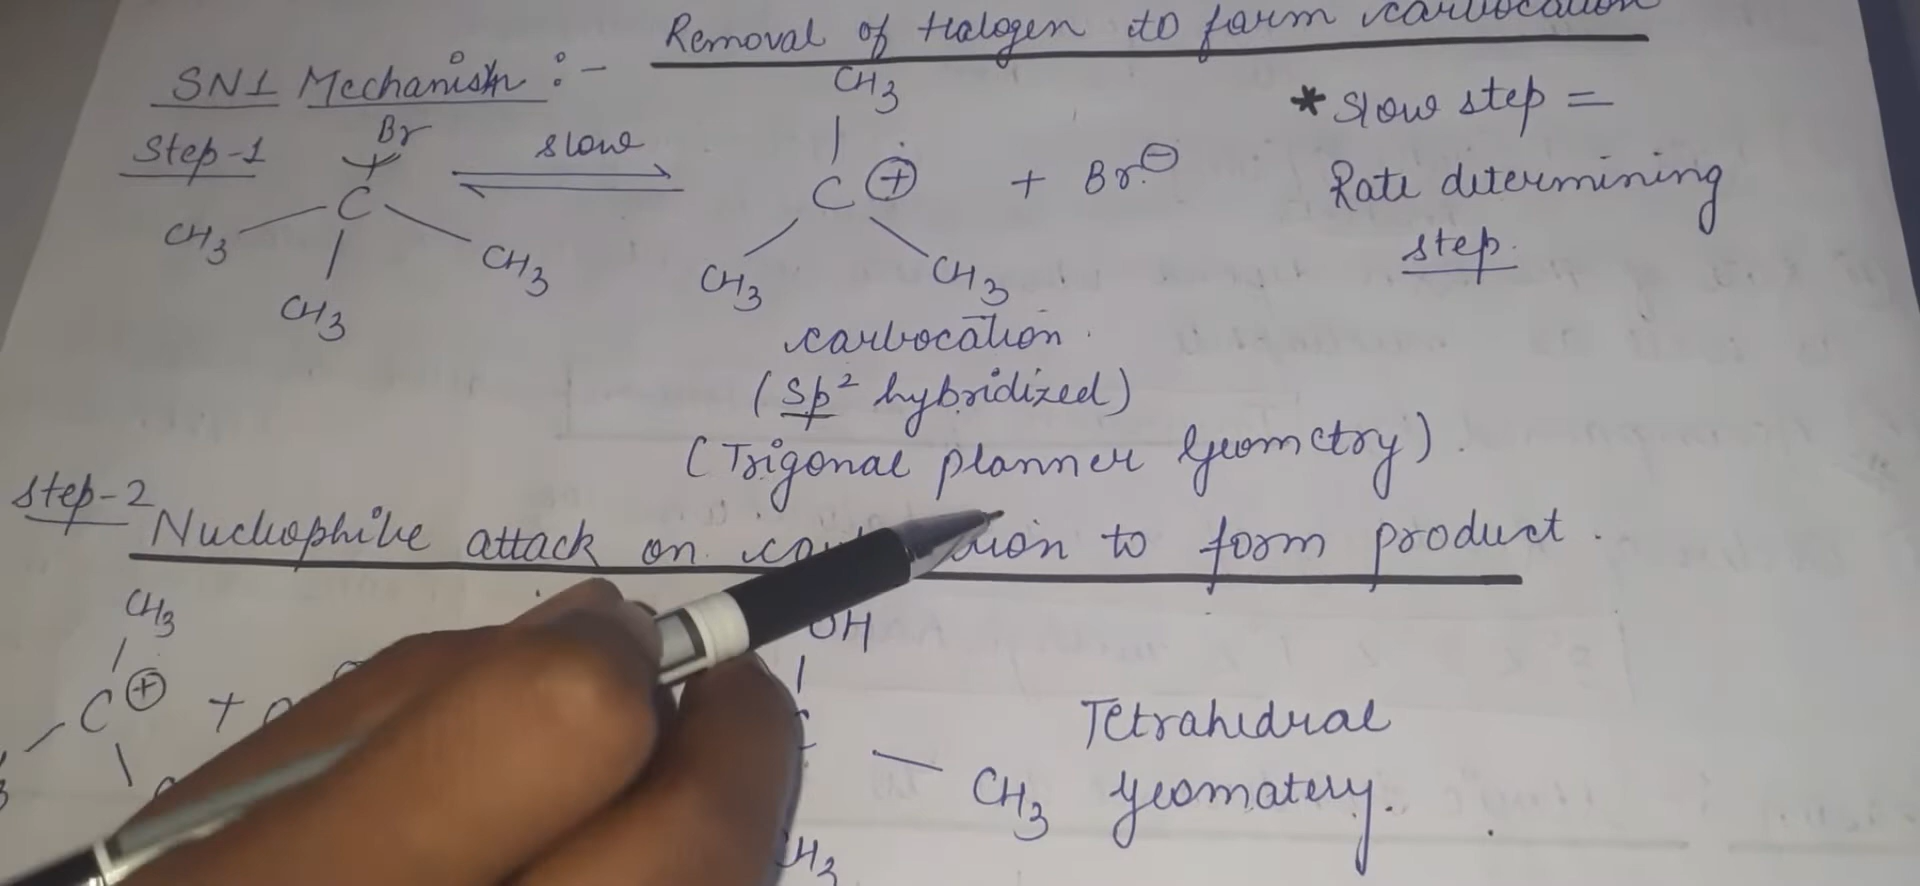 Removal of Halogen to form carbocation
SN1 Mechanism :-
Step-1
Br
C
CH3
CH3
CH3
slow
CH3
C ⊕
CH3
CH3
+ Br⊖
* Slow step =
Rate determining
step.
carbocation.
(Sp² hybridized)
(Trigonal planner Geometry).
Step-2
Nucleophile attack on to form product.
CH3
C ⊕ +
OH
CH3
CH3
Tetrahedral
geomatery.